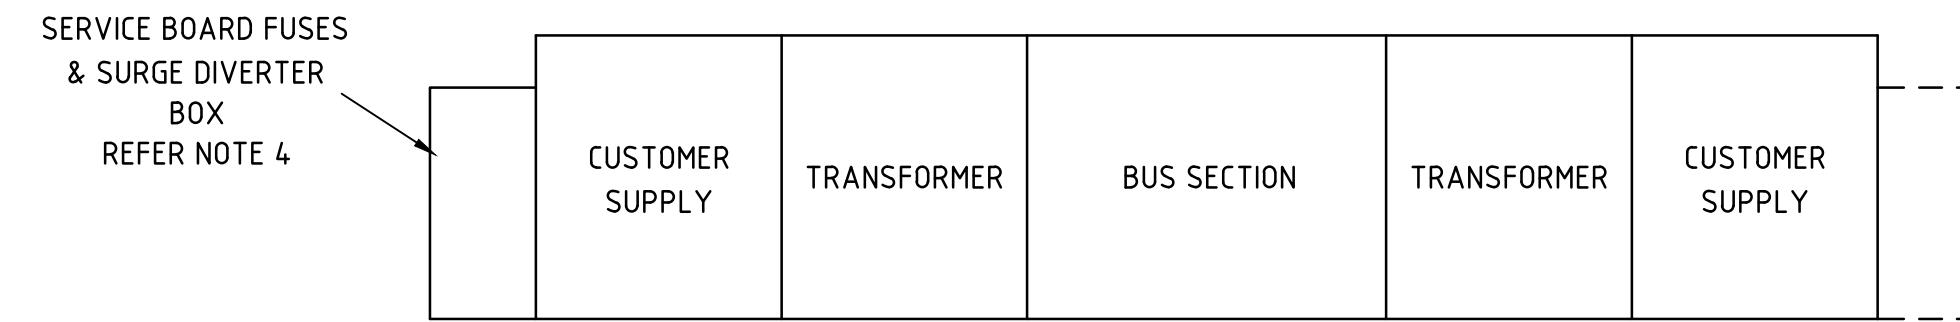 SERVICE BOARD FUSES
& SURGE DIVERTER
BOX
REFER NOTE 4
CUSTOMER
SUPPLY
TRANSFORMER
BUS SECTION
TRANSFORMER
CUSTOMER
SUPPLY